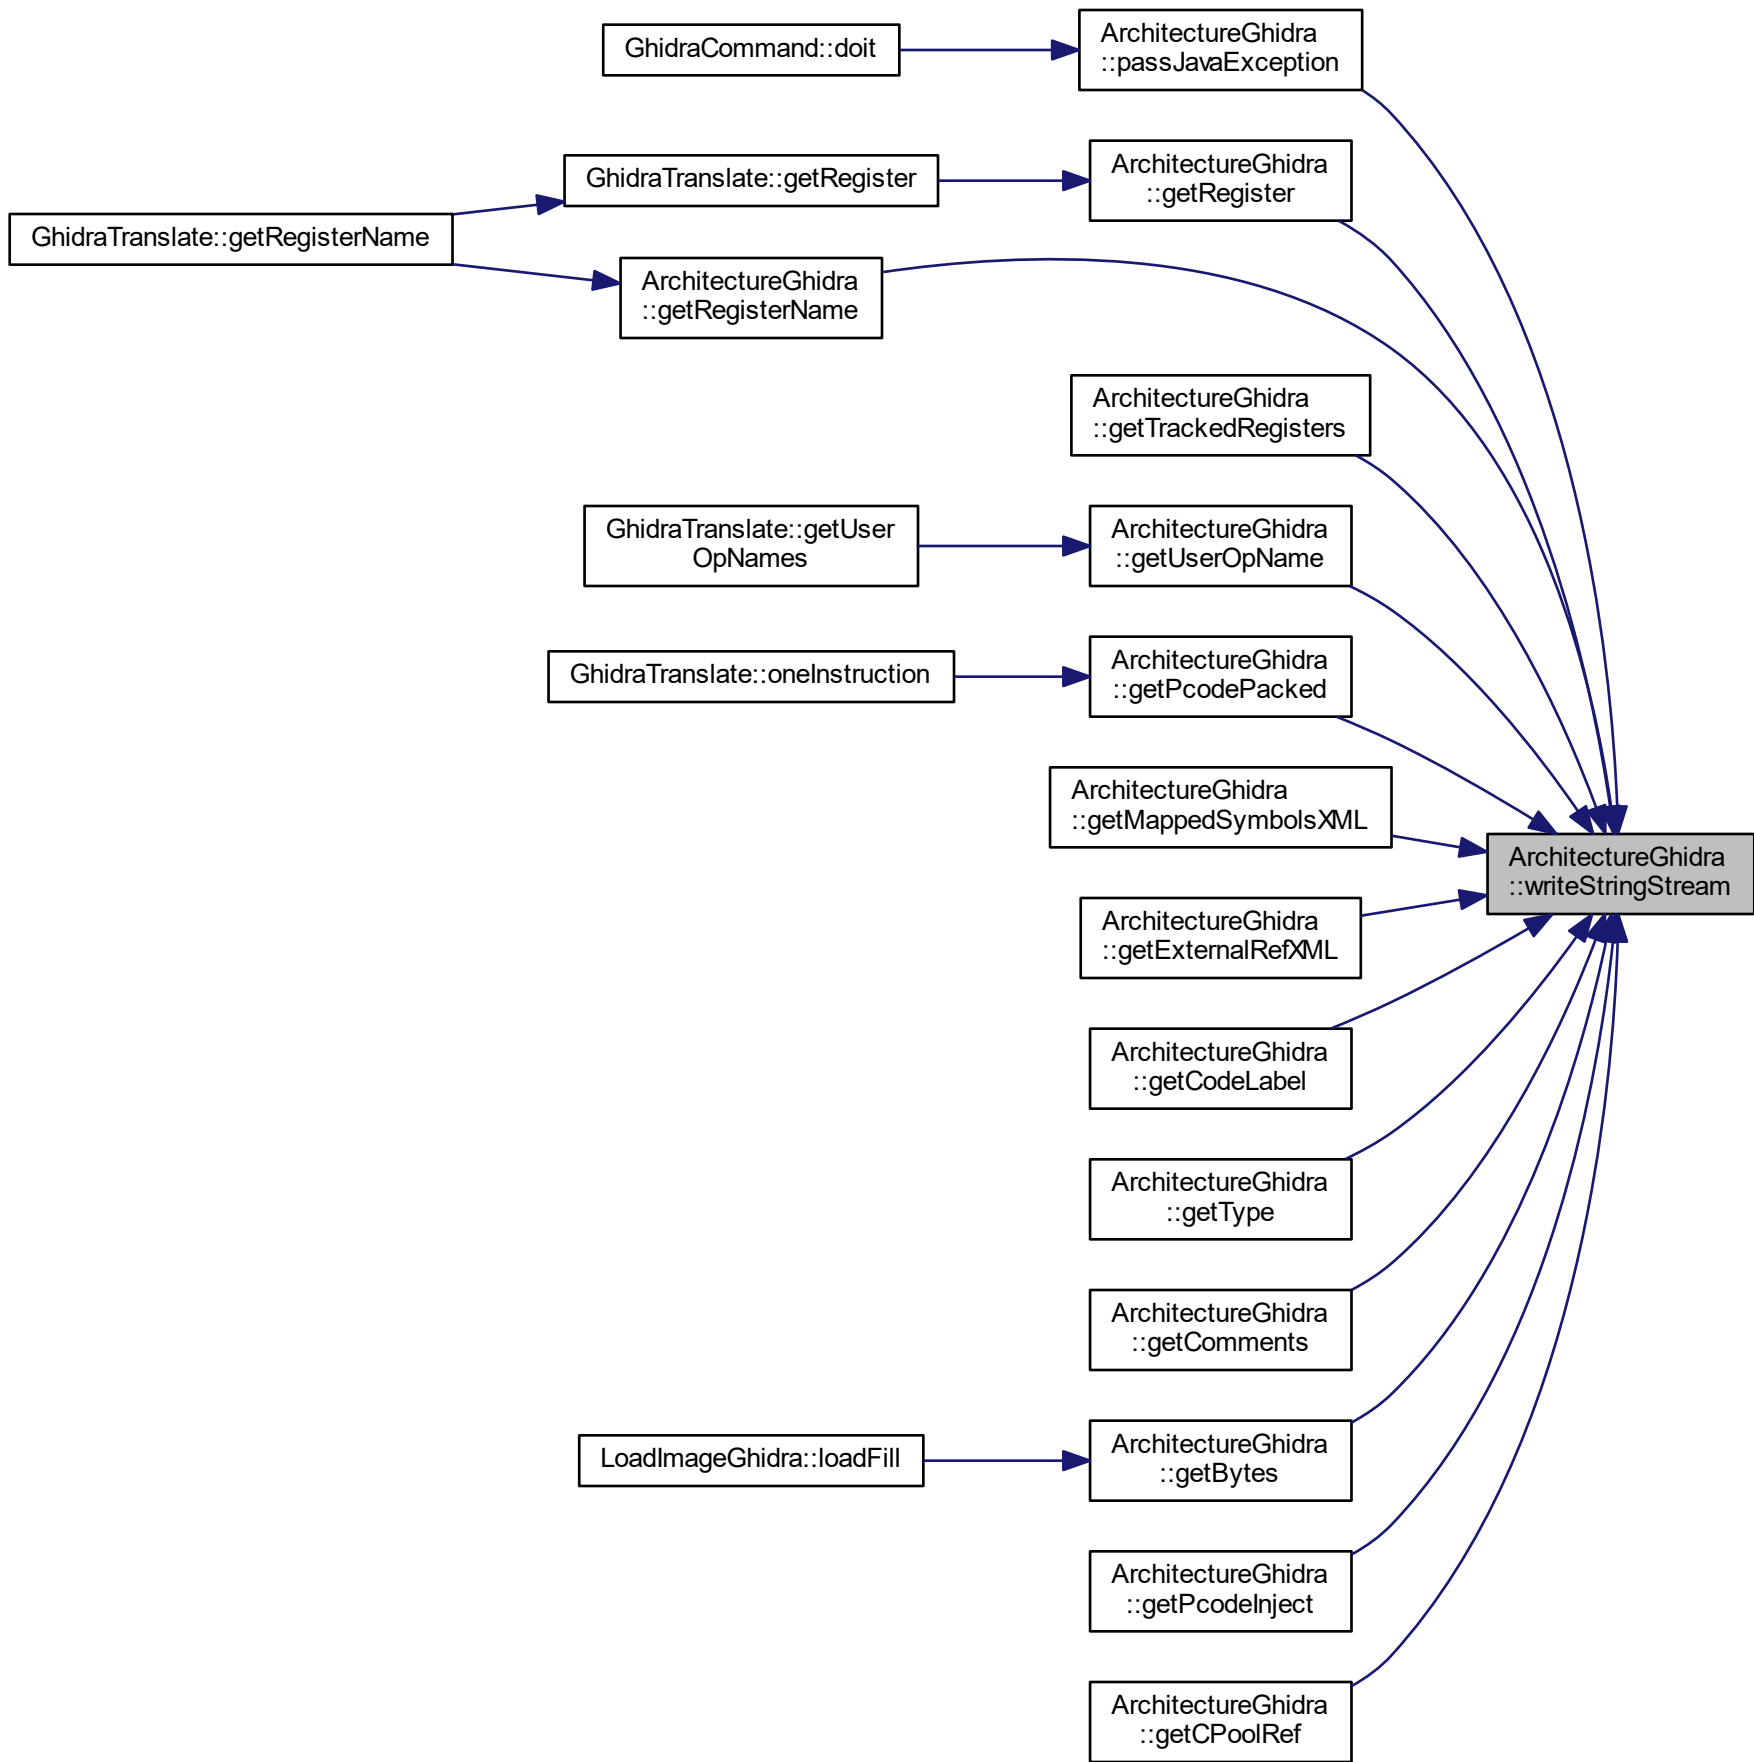 GhidraCommand::doit
ArchitectureGhidra
::passJavaException
GhidraTranslate::getRegister
ArchitectureGhidra
::getRegister
GhidraTranslate::getRegisterName
ArchitectureGhidra
::getRegisterName
ArchitectureGhidra
::getTrackedRegisters
GhidraTranslate::getUser
OpNames
ArchitectureGhidra
::getUserOpName
GhidraTranslate::oneInstruction
ArchitectureGhidra
::getPcodePacked
ArchitectureGhidra
::getMappedSymbolsXML
ArchitectureGhidra
::writeStringStream
ArchitectureGhidra
::getExternalRefXML
ArchitectureGhidra
::getCodeLabel
ArchitectureGhidra
::getType
ArchitectureGhidra
::getComments
LoadImageGhidra::loadFill
ArchitectureGhidra
::getBytes
ArchitectureGhidra
::getPcodeInject
ArchitectureGhidra
::getCPoolRef